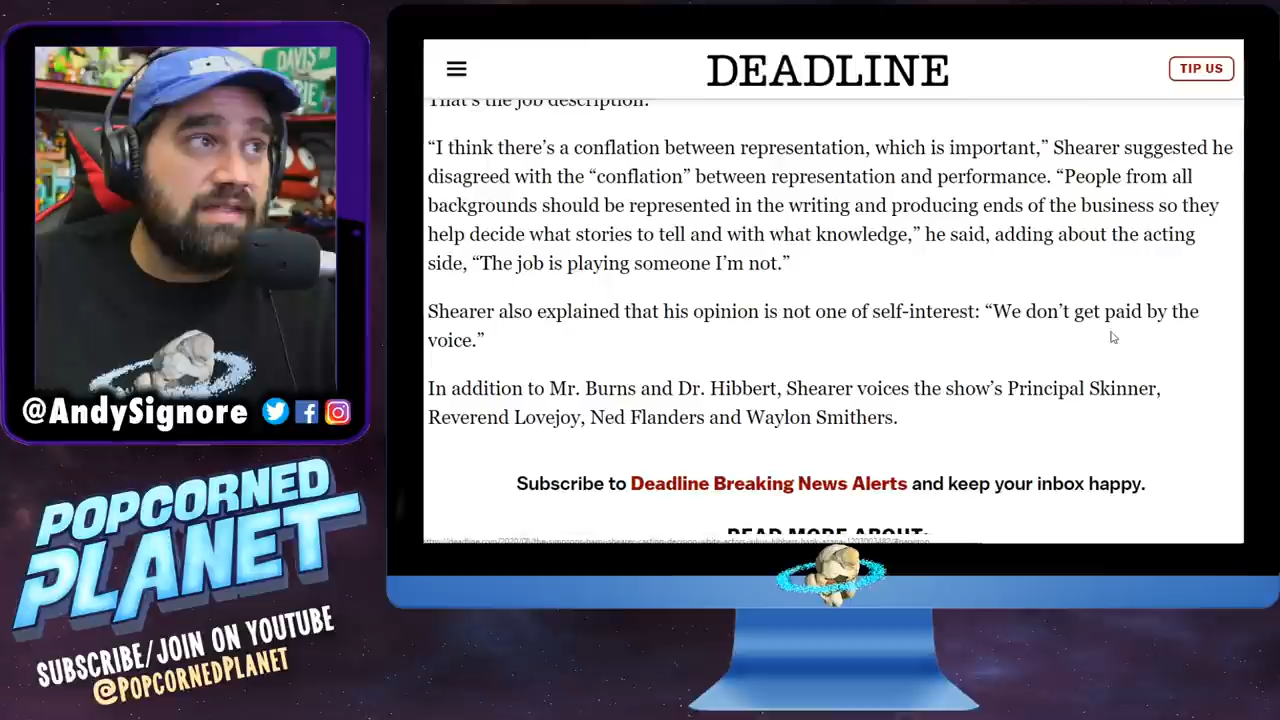 DAVIS
DEADLINE
TIP US
That's the job description.
“I think there’s a conflation between representation, which is important,” Shearer suggested he
disagreed with the “conflation” between representation and performance. “People from all
backgrounds should be represented in the writing and producing ends of the business so they
help decide what stories to tell and with what knowledge,” he said, adding about the acting
side, “The job is playing someone I’m not.”
Shearer also explained that his opinion is not one of self-interest: “We don’t get paid by the
voice.”
In addition to Mr. Burns and Dr. Hibbert, Shearer voices the show’s Principal Skinner,
Reverend Lovejoy, Ned Flanders and Waylon Smithers.
Subscribe to Deadline Breaking News Alerts and keep your inbox happy.
READ MORE ABOUT:
@AndySignore
POPCORNED
PLANET
SUBSCRIBE/JOIN ON YOUTUBE
@POPCORNEDPLANET